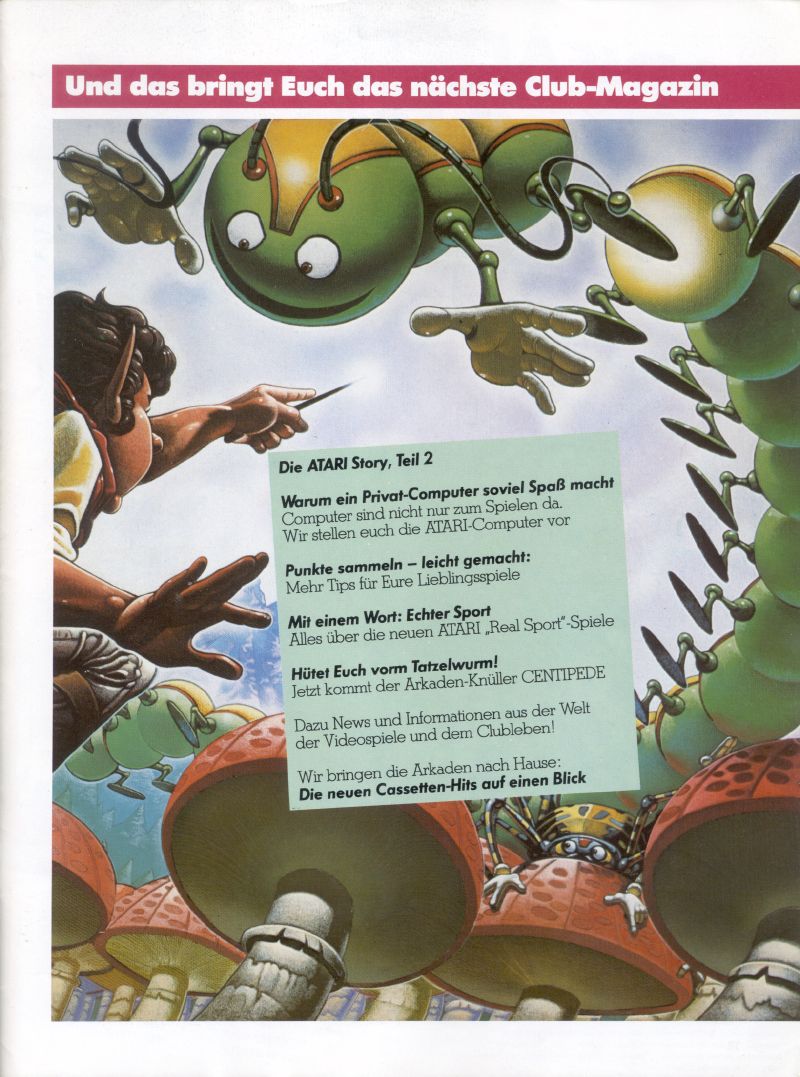 Und das bringt Euch das nächste Club-Magazin
Die ATARI Story, Teil 2
Warum ein Privat-Computer soviel Spaß macht
Computer sind nicht nur zum Spielen da.
Wir stellen euch die ATARI-Computer vor
Punkte sammeln – leicht gemacht:
Mehr Tips für Eure Lieblingsspiele
Mit einem Wort: Echter Sport
Alles über die neuen ATARI „Real Sport"-Spiele
Hütet Euch vorm Tatzelwurm!
Jetzt kommt der Arkaden-Knüller CENTIPEDE
Dazu News und Informationen aus der Welt
der Videospiele und dem Clubleben!
Wir bringen die Arkaden nach Hause:
Die neuen Cassetten-Hits auf einen Blick